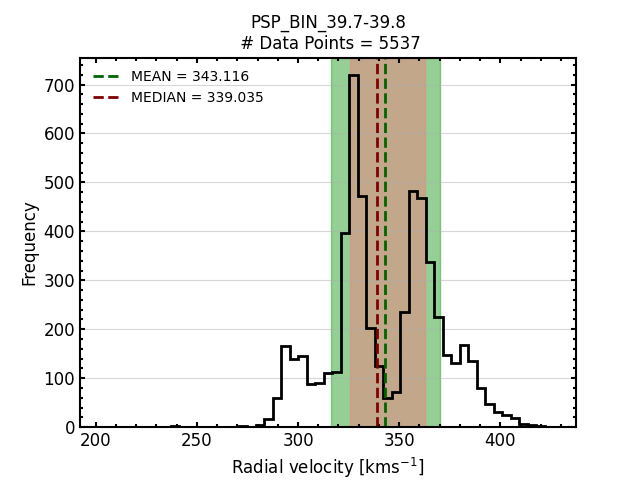 PSP_BIN_39.7-39.8
# Data Points = 5537
MEAN = 343.116
MEDIAN = 339.035
700
600
500
400
300
200
100
0
Frequency
200
250
300
350
400
Radial velocity [kms⁻¹]